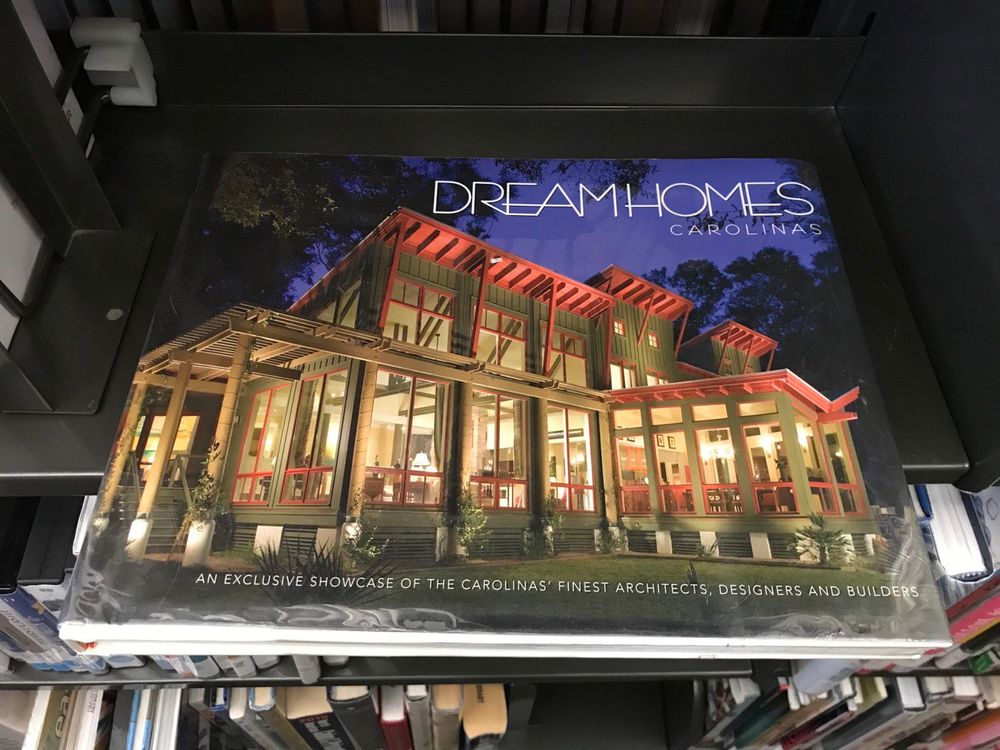 DREAM HOMES
CAROLINAS
AN EXCLUSIVE SHOWCASE OF THE CAROLINAS' FINEST ARCHITECTS, DESIGNERS AND BUILDERS